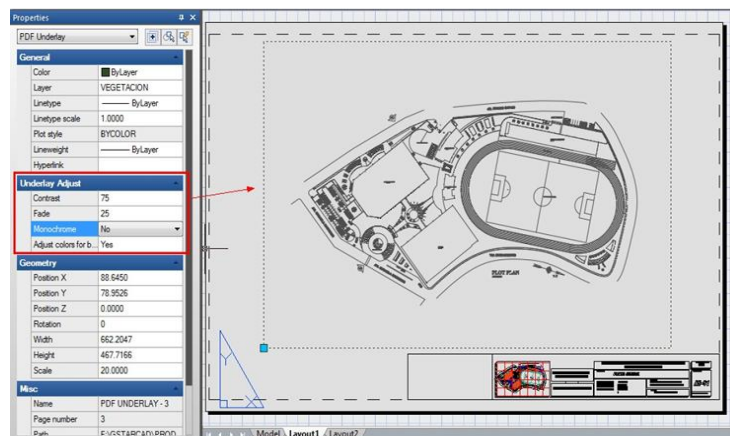 Properties
PDF Underlay
General
Color ByLayer
Layer VEGETACION
Linetype ByLayer
Linetype scale 1.0000
Plot style BYCOLOR
Lineweight ByLayer
Hyperlink
Underlay Adjust
Contrast 75
Fade 25
Monochrome No
Adjust colors for b... Yes
Geometry
Position X 88.6450
Position Y 78.9526
Position Z 0.0000
Rotation 0
Width 662.2047
Height 467.7166
Scale 20.0000
Misc
Name PDF UNDERLAY - 3
Page number 3
Path E:\GSTARCAD\PROD
PLOT PLAN
Y
X
Model Layout1 Layout2